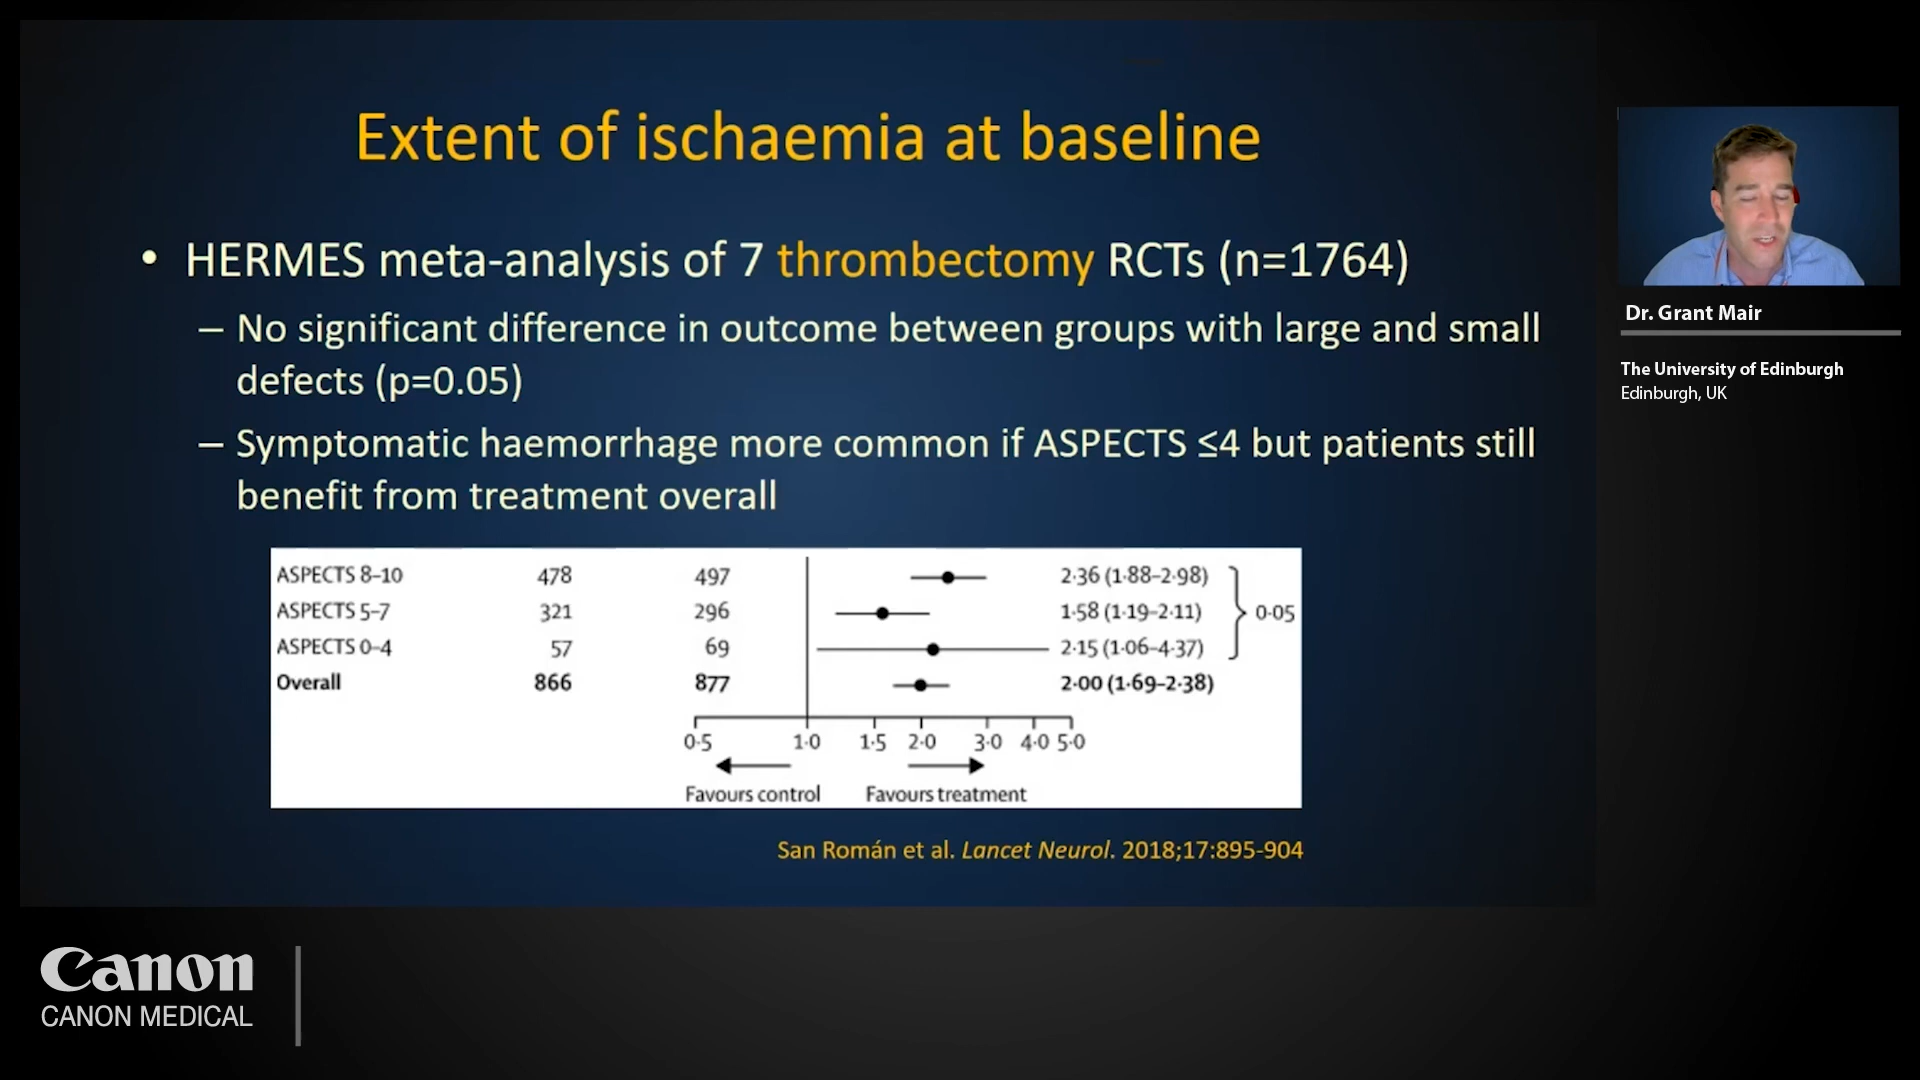 Extent of ischaemia at baseline
• HERMES meta-analysis of 7 thrombectomy RCTs (n=1764)
– No significant difference in outcome between groups with large and small
defects (p=0.05)
– Symptomatic haemorrhage more common if ASPECTS ≤4 but patients still
benefit from treatment overall
ASPECTS 8–10 478 497 2·36 (1·88–2·98)
ASPECTS 5–7 321 296 1·58 (1·19–2·11) 0·05
ASPECTS 0–4 57 69 2·15 (1·06–4·37)
Overall 866 877 2·00 (1·69–2·38)
0·5 1·0 1·5 2·0 3·0 4·0 5·0
Favours control Favours treatment
San Román et al. Lancet Neurol. 2018;17:895-904
Dr. Grant Mair
The University of Edinburgh
Edinburgh, UK
Canon
CANON MEDICAL